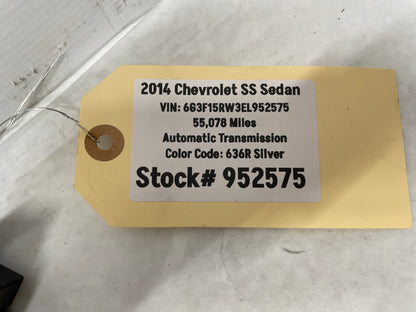 2014 Chevrolet SS Sedan
VIN: 6G3F15RW3EL952575
55,078 Miles
Automatic Transmission
Color Code: 636R Silver
Stock# 952575